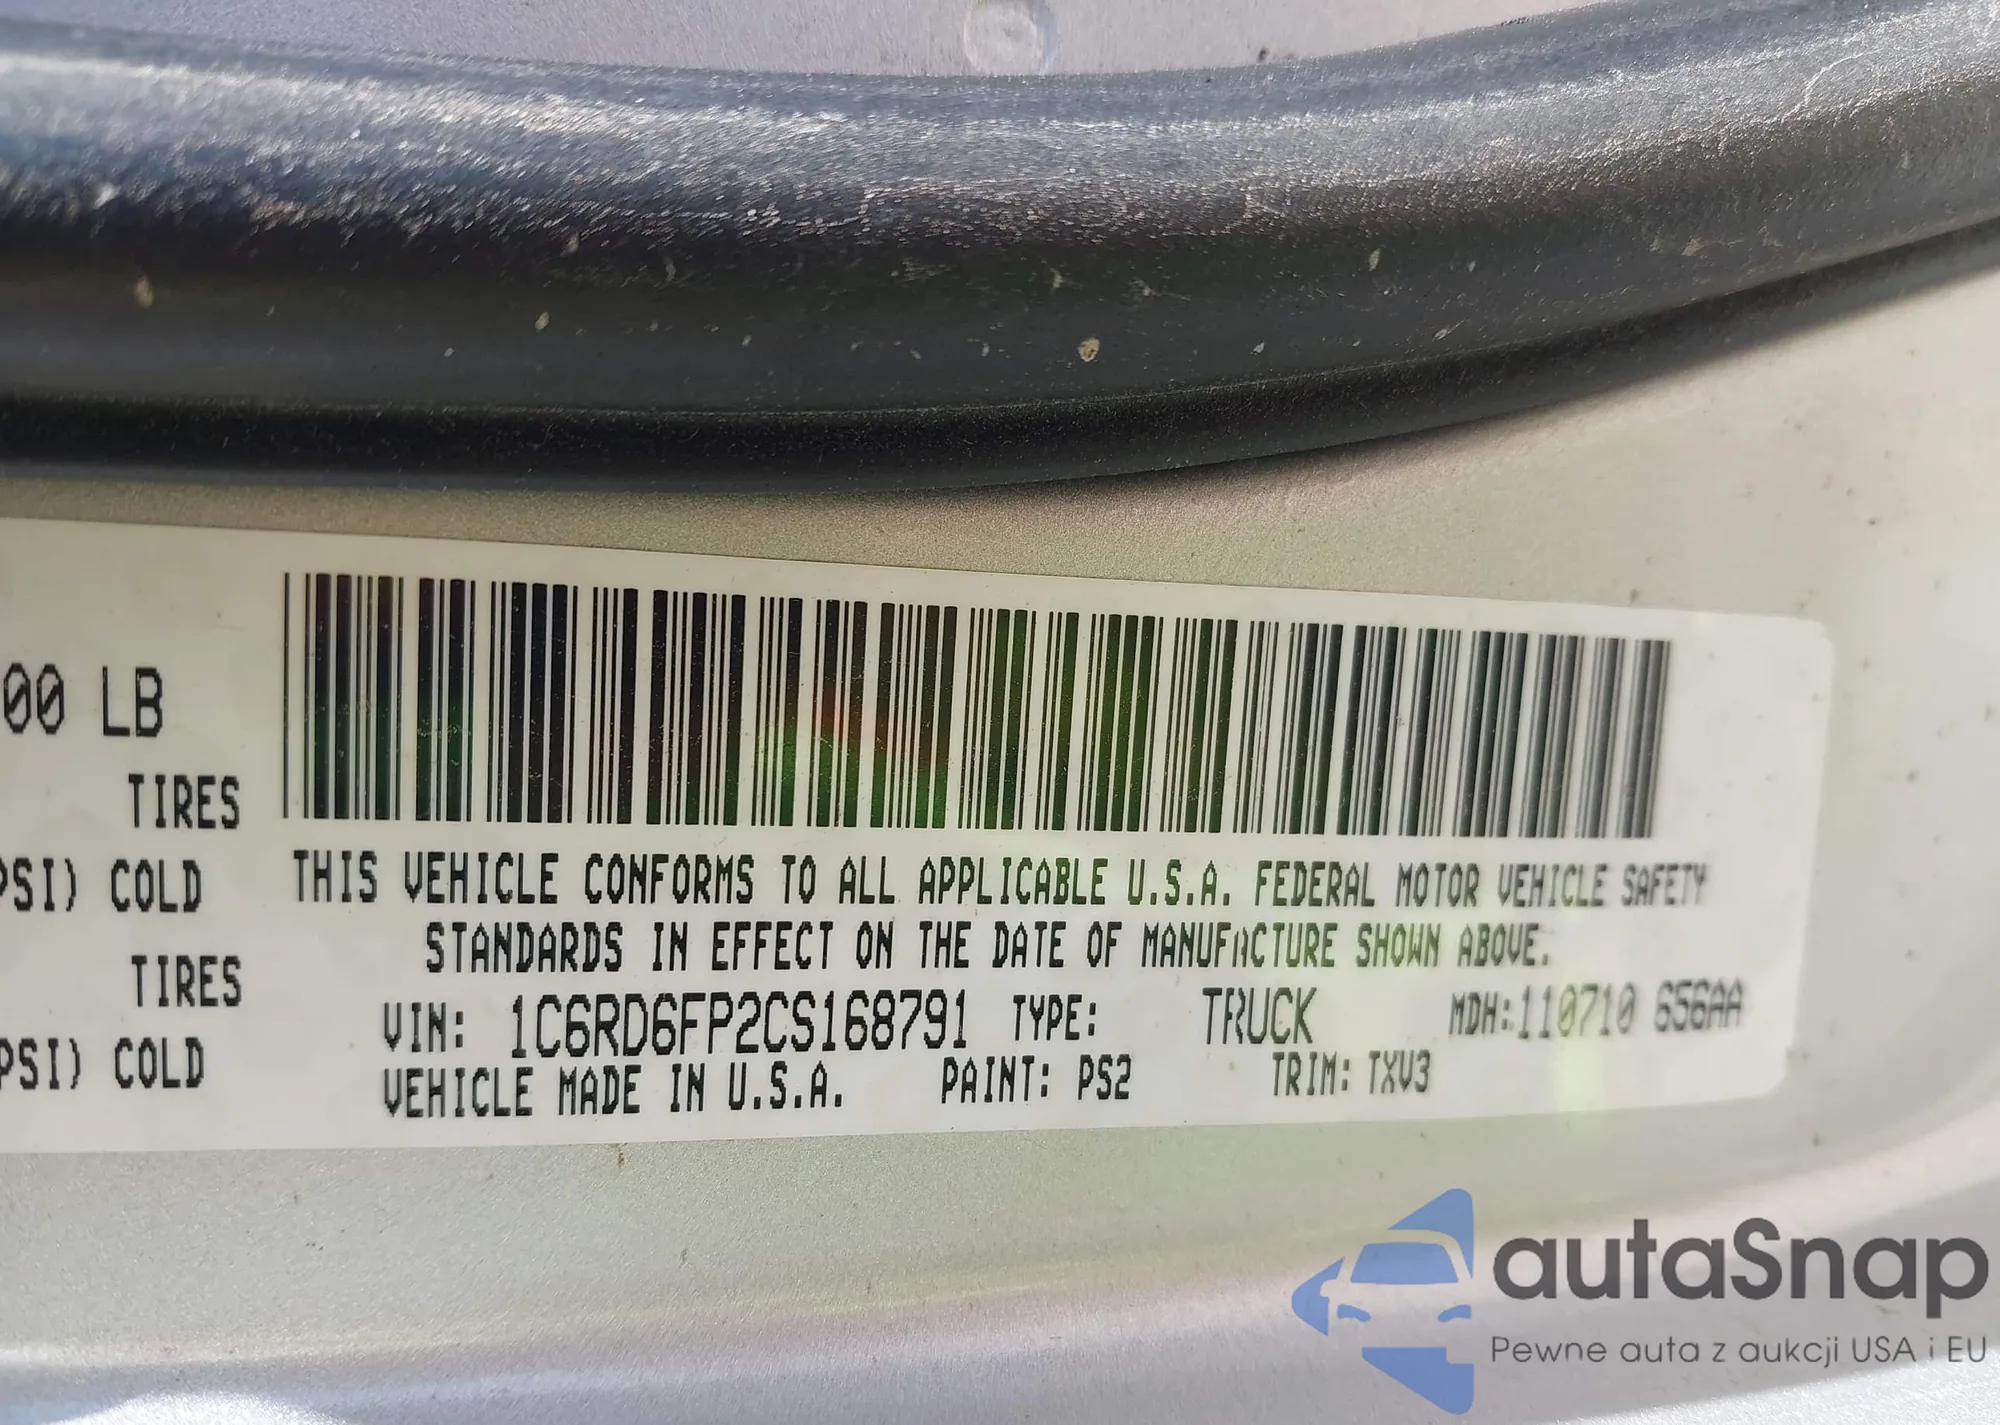 00 LB
TIRES
PSI) COLD
TIRES
PSI) COLD
THIS VEHICLE CONFORMS TO ALL APPLICABLE U.S.A. FEDERAL MOTOR VEHICLE SAFETY
STANDARDS IN EFFECT ON THE DATE OF MANUFACTURE SHOWN ABOVE.
VIN: 1C6RD6FP2CS168791 TYPE: TRUCK MDH:110710 656AA
VEHICLE MADE IN U.S.A. PAINT: PS2 TRIM: TXV3
autaSnap
Pewne auta z aukcji USA i EU